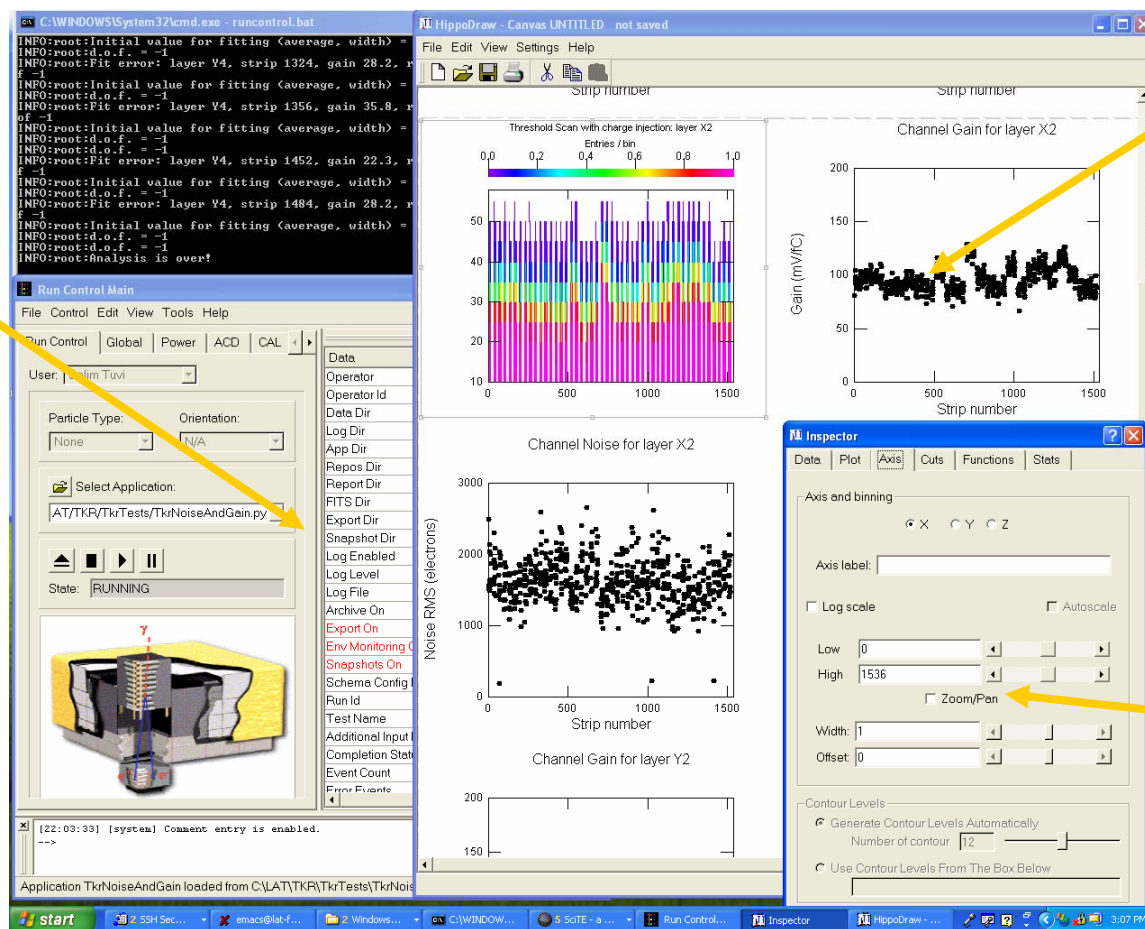 C:\WINDOWS\System32\cmd.exe - runcontrol.bat
INFO:root:Initial value for fitting (average, width) =
INFO:root:d.o.f. = -1
INFO:root:Fit error: layer Y4, strip 1324, gain 28.2, r
f -1
INFO:root:Initial value for fitting (average, width) =
INFO:root:d.o.f. = -1
INFO:root:Fit error: layer Y4, strip 1356, gain 35.8, r
of -1
INFO:root:Initial value for fitting (average, width) =
INFO:root:d.o.f. = -1
INFO:root:Fit error: layer Y4, strip 1452, gain 22.3, r
f -1
INFO:root:Initial value for fitting (average, width) =
INFO:root:d.o.f. = -1
INFO:root:Fit error: layer Y4, strip 1484, gain 28.2, r
f -1
INFO:root:Initial value for fitting (average, width) =
INFO:root:d.o.f. = -1
INFO:root:Analysis is over!
Run Control Main
File Control Edit View Tools Help
Run Control Global Power ACD CAL
User: Selim Tuvi
Particle Type: Orientation:
None N/A
Select Application:
AT/TKR/TkrTests/TkrNoiseAndGain.py
State: RUNNING
γ
Data
Operator
Operator Id
Data Dir
Log Dir
App Dir
Repos Dir
Report Dir
FITS Dir
Export Dir
Snapshot Dir
Log Enabled
Log Level
Log File
Archive On
Export On
Env Monitoring
Snapshots On
Schema Config
Run Id
Test Name
Additional Input
Completion Stat
Event Count
Error Events
[22:03:33] [system] Comment entry is enabled.
-->
Application TkrNoiseAndGain loaded from C:\LAT\TKR\TkrTests\TkrNois
HippoDraw - Canvas UNTITLED not saved
File Edit View Settings Help
Strip number
Strip number
Threshold Scan with charge injection: layer X2
Entries / bin
0.0 0.2 0.4 0.6 0.8 1.0
50
40
30
20
10
0 500 1000 1500
Channel Gain for layer X2
Gain (mV/fC)
200
150
100
50
0
0 500 1000 1500
Strip number
Channel Noise for layer X2
Noise RMS (electrons)
3000
2000
1000
0
0 500 1000 1500
Strip number
Channel Gain for layer Y2
200
150
Inspector
Data Plot Axis Cuts Functions Stats
Axis and binning
X Y Z
Axis label:
Log scale Autoscale
Low 0
High 1536
Zoom/Pan
Width: 1
Offset: 0
Contour Levels
Generate Contour Levels Automatically
Number of contour 12
Use Contour Levels From The Box Below
start 2 SSH Sec... emacs@lat-f... 2 Windows... C:\WINDOW... 5 SciTE - a ... Run Control... Inspector HippoDraw - ... 3:07 PM